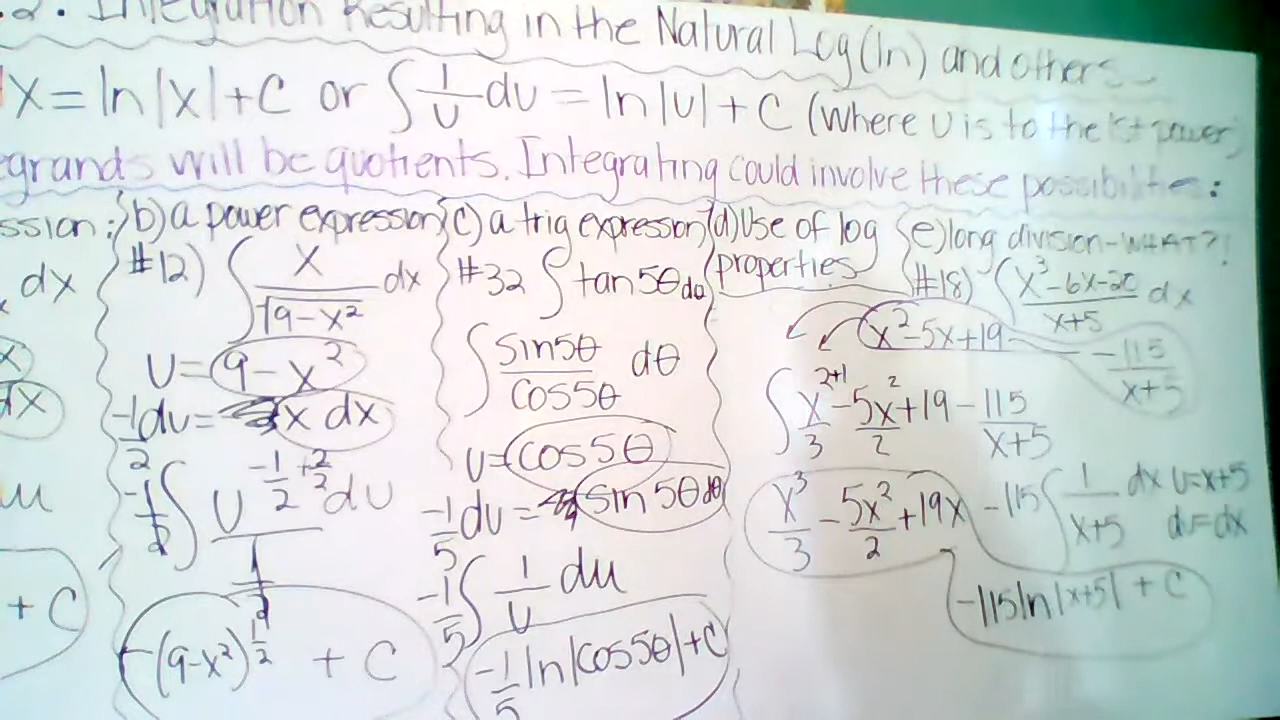 .2. Integration Resulting in the Natural Log (ln) and others
x = ln|x| + C or ∫ 1/u du = ln|u| + C (where u is to the 1st power)
egrands will be quotients. Integrating could involve these possibilities:
ssion:
dx
dx
u
+ C
b) a power expression
#12) ∫ x/√(9-x²) dx
u = 9 - x²
-1/2 du = x dx
-1/2 ∫ u^(-1/2 + 2/2) du
-(9-x²)^(1/2) + C
c) a trig expression
#32 ∫ tan 5θ dθ
∫ sin5θ/cos5θ dθ
u = cos 5θ
-1/5 du = sin 5θ dθ
-1/5 ∫ 1/u du
-1/5 ln|cos5θ| + C
d) Use of log
properties
e) long division - WHAT?!
#18) ∫ (x³-6x-20)/(x+5) dx
x² - 5x + 19 -115/(x+5)
∫ x^(2+1)/3 - 5x²/2 + 19 - 115/(x+5)
x³/3 - 5x²/2 + 19x - 115 ∫ 1/(x+5) dx u = x+5
du = dx
-115 ln|x+5| + C